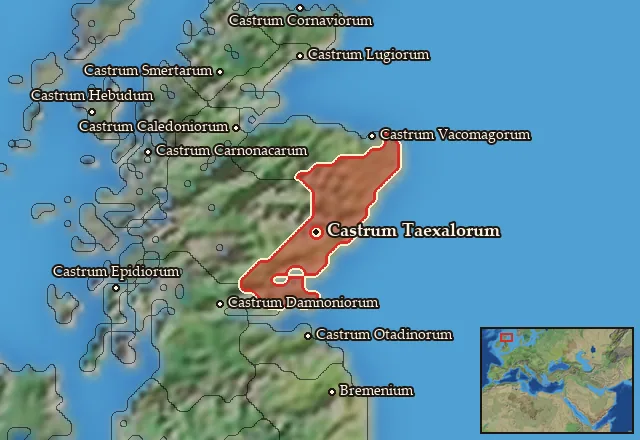 Castrum Cornaviorum
Castrum Lugiorum
Castrum Smertarum
Castrum Hebudum
Castrum Caledoniorum
Castrum Vacomagorum
Castrum Carnonacarum
Castrum Taexalorum
Castrum Epidiorum
Castrum Damnoniorum
Castrum Otadinorum
Bremenium